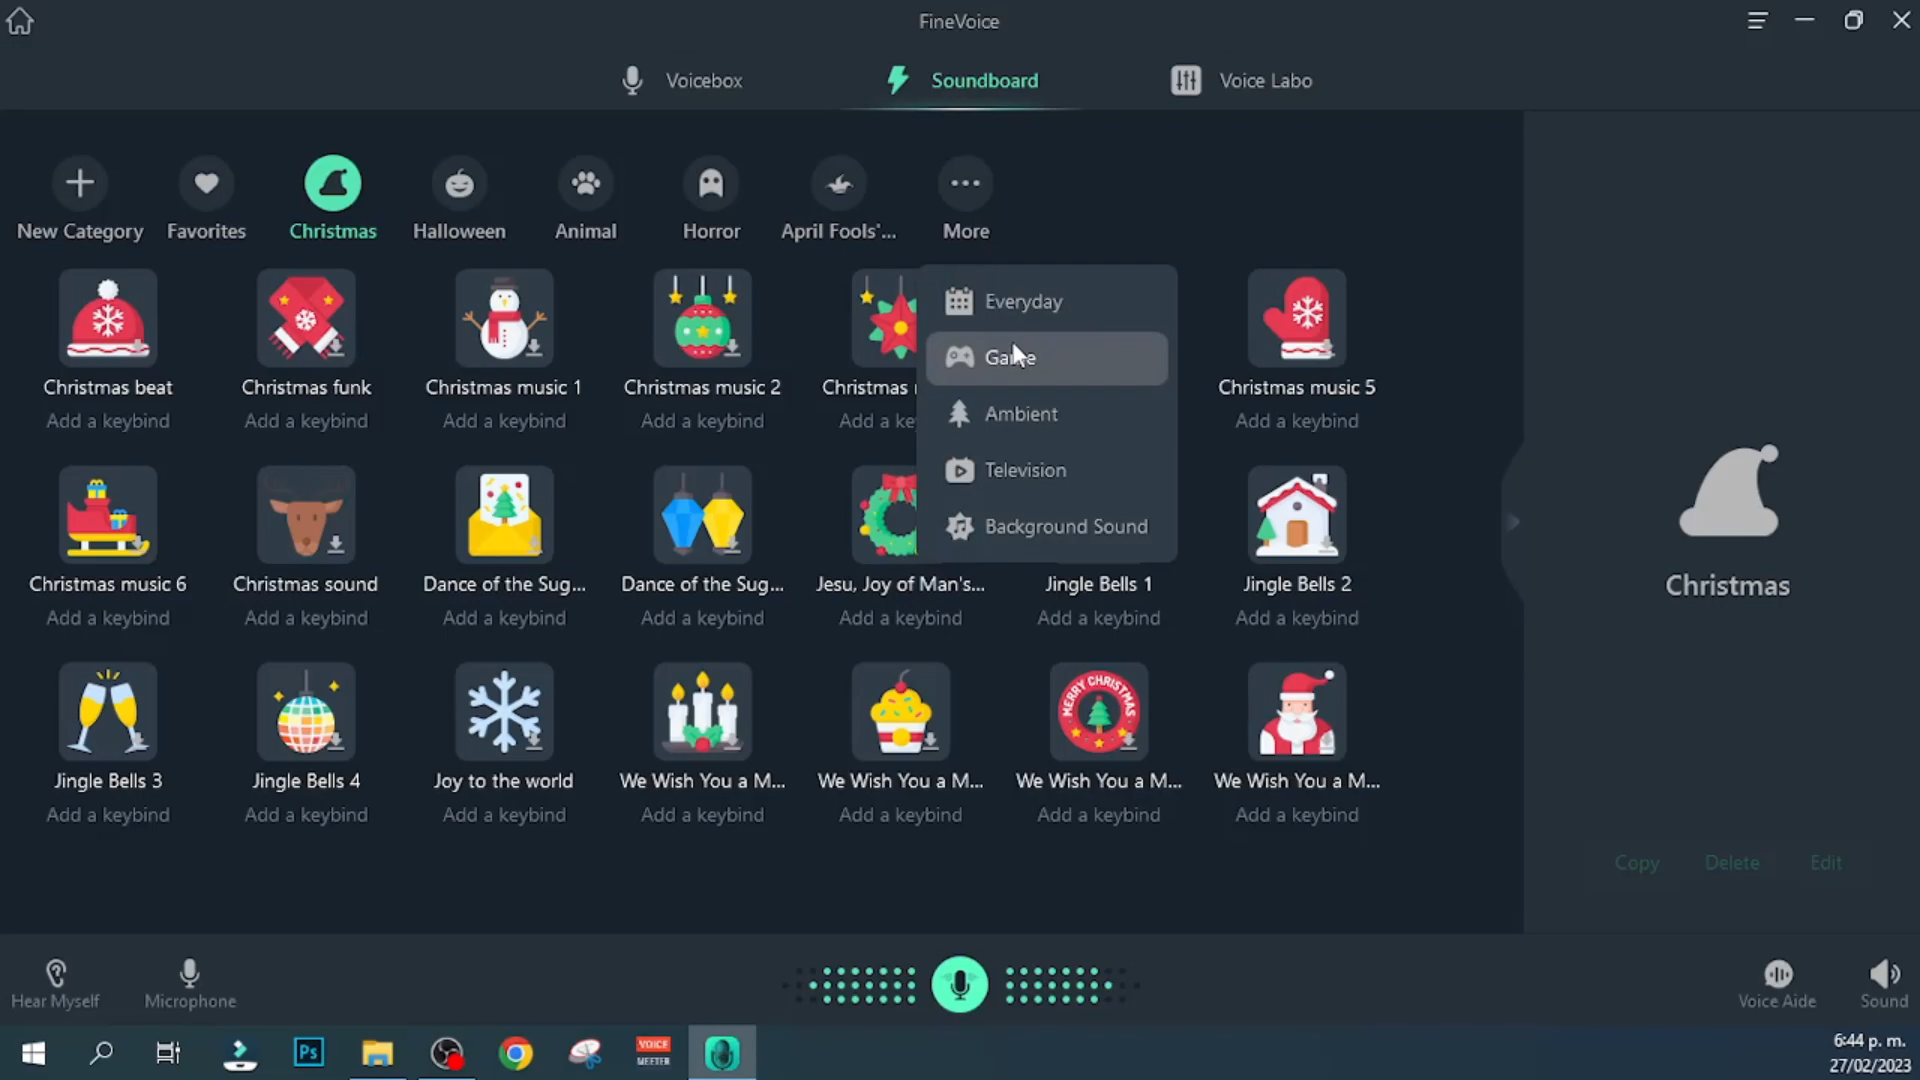 FineVoice
Voicebox
Soundboard
Voice Labo
New Category
Favorites
Christmas
Halloween
Animal
Horror
April Fools'...
More
Everyday
Game
Ambient
Television
Background Sound
Christmas beat
Christmas funk
Christmas music 1
Christmas music 2
Christmas
Christmas music 5
Add a keybind
Add a keybind
Add a keybind
Add a keybind
Add a ke
Add a keybind
Christmas music 6
Christmas sound
Dance of the Sug...
Dance of the Sug...
Jesu, Joy of Man's...
Jingle Bells 1
Jingle Bells 2
Add a keybind
Add a keybind
Add a keybind
Add a keybind
Add a keybind
Add a keybind
Add a keybind
MERRY CHRISTMAS
Jingle Bells 3
Jingle Bells 4
Joy to the world
We Wish You a M...
We Wish You a M...
We Wish You a M...
We Wish You a M...
Add a keybind
Add a keybind
Add a keybind
Add a keybind
Add a keybind
Add a keybind
Add a keybind
Christmas
Copy
Delete
Edit
Hear Myself
Microphone
Voice Aide
Sound
Ps
VOICE
MEETER
6:44 p. m.
27/02/2023